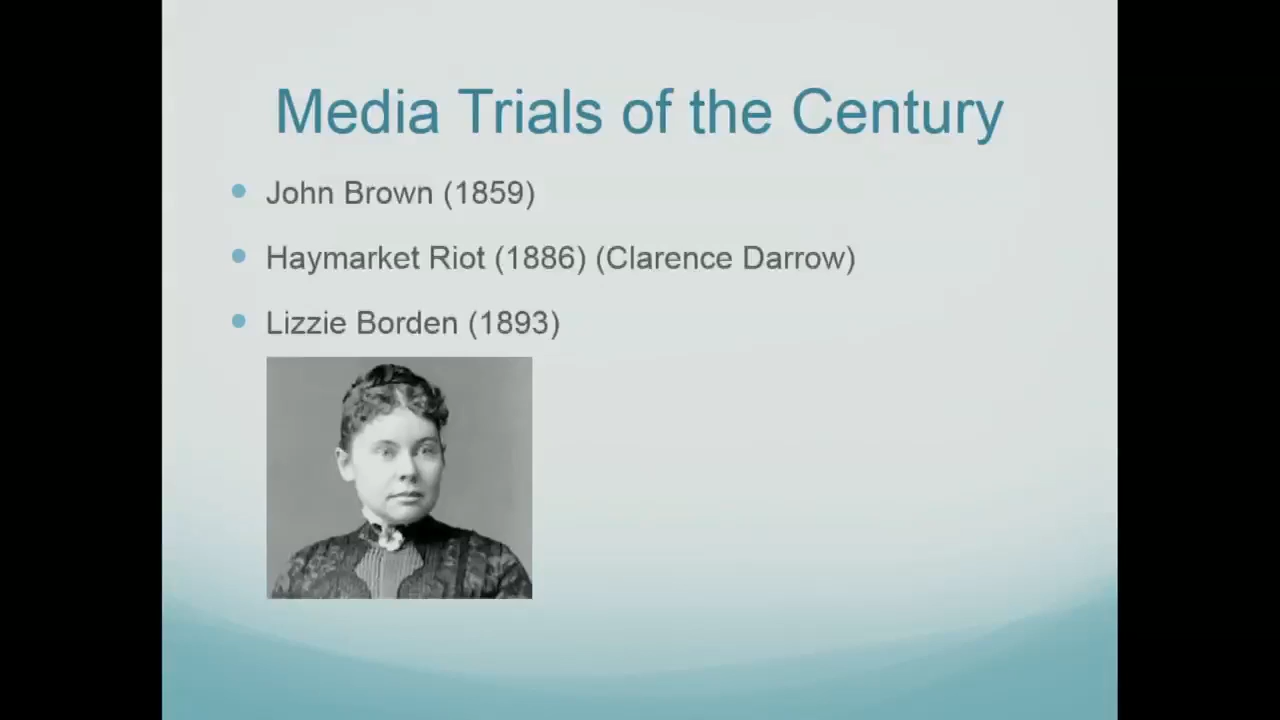 Media Trials of the Century
John Brown (1859)
Haymarket Riot (1886) (Clarence Darrow)
Lizzie Borden (1893)